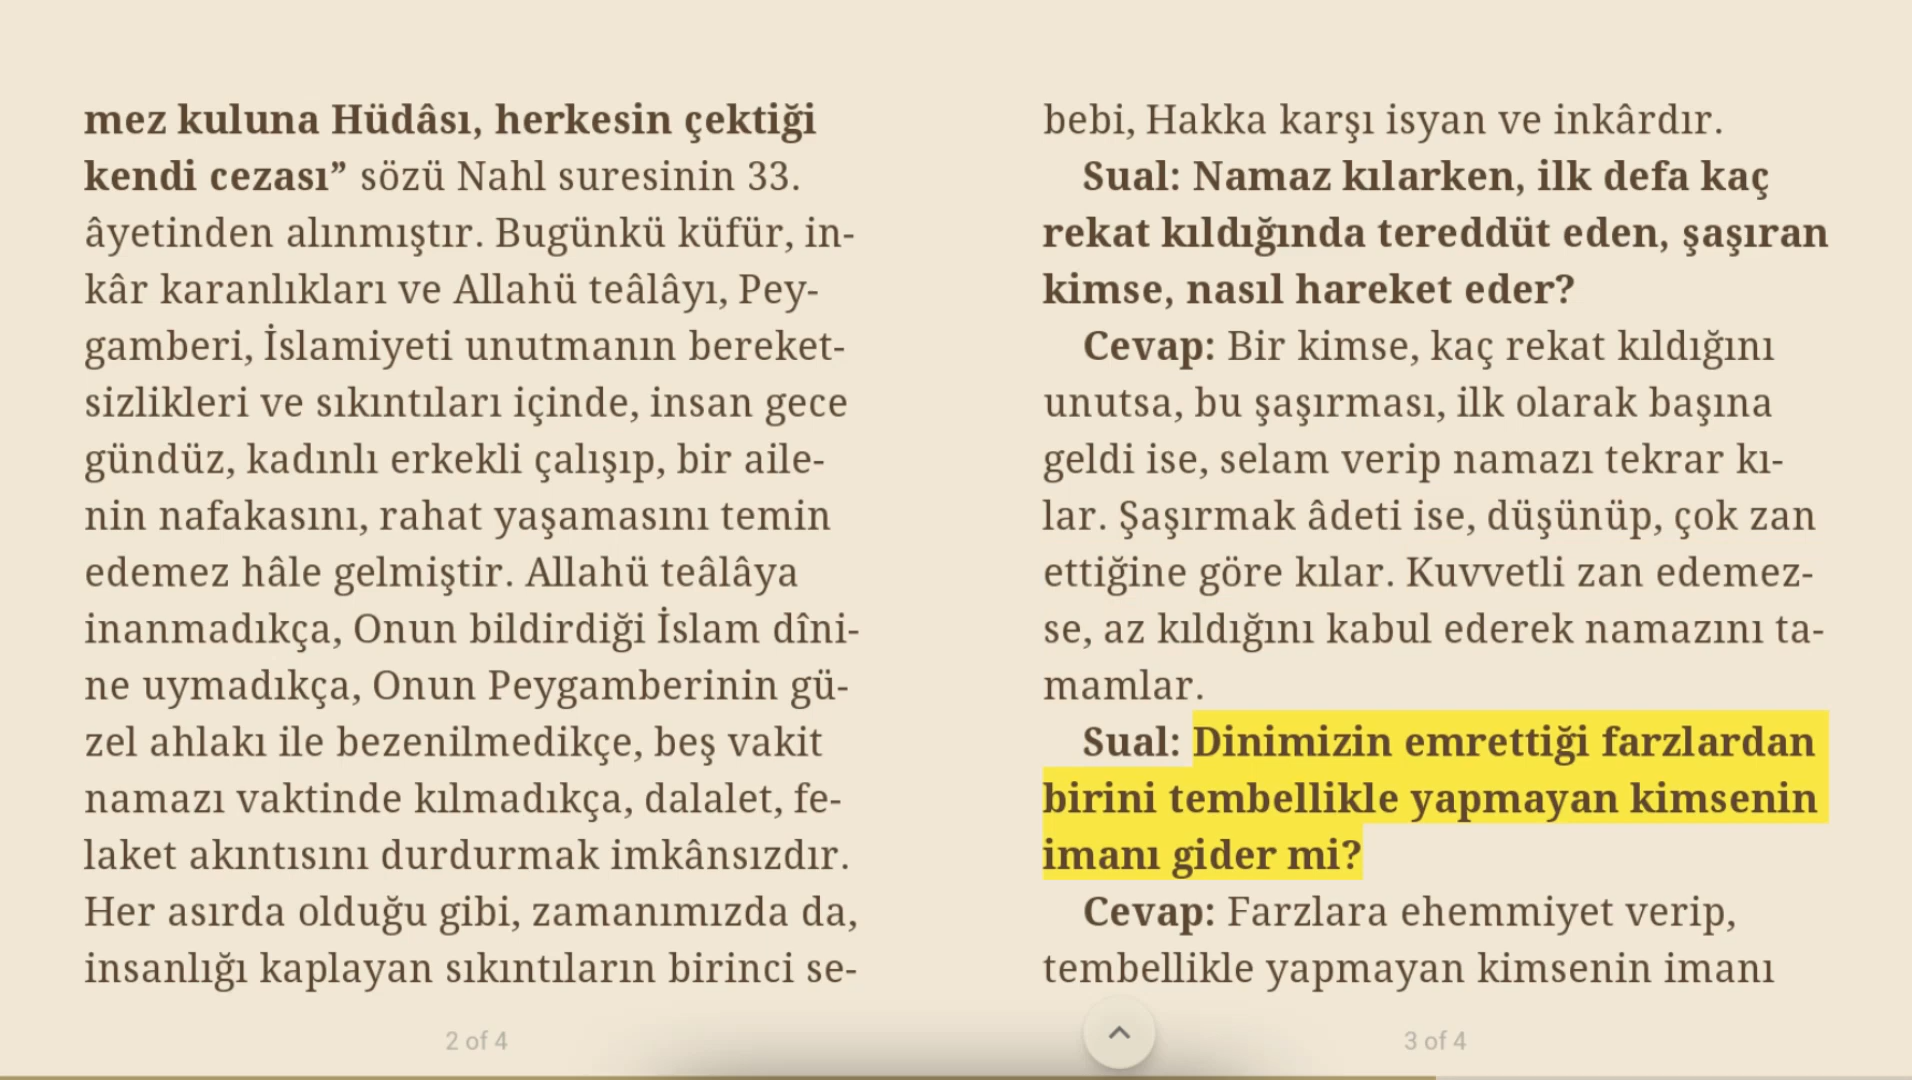 mez kuluna Hüdâsı, herkesin çektiği
kendi cezası” sözü Nahl suresinin 33.
âyetinden alınmıştır. Bugünkü küfür, in-
kâr karanlıkları ve Allahü teâlâyı, Pey-
gamberi, İslamiyeti unutmanın bereket-
sizlikleri ve sıkıntıları içinde, insan gece
gündüz, kadınlı erkekli çalışıp, bir aile-
nin nafakasını, rahat yaşamasını temin
edemez hâle gelmiştir. Allahü teâlâya
inanmadıkça, Onun bildirdiği İslam dîni-
ne uymadıkça, Onun Peygamberinin gü-
zel ahlakı ile bezenilmedikçe, beş vakit
namazı vaktinde kılmadıkça, dalalet, fe-
laket akıntısını durdurmak imkânsızdır.
Her asırda olduğu gibi, zamanımızda da,
insanlığı kaplayan sıkıntıların birinci se-
2 of 4
bebi, Hakka karşı isyan ve inkârdır.
Sual: Namaz kılarken, ilk defa kaç
rekat kıldığında tereddüt eden, şaşıran
kimse, nasıl hareket eder?
Cevap: Bir kimse, kaç rekat kıldığını
unutsa, bu şaşırması, ilk olarak başına
geldi ise, selam verip namazı tekrar kı-
lar. Şaşırmak âdeti ise, düşünüp, çok zan
ettiğine göre kılar. Kuvvetli zan edemez-
se, az kıldığını kabul ederek namazını ta-
mamlar.
Sual: Dinimizin emrettiği farzlardan
birini tembellikle yapmayan kimsenin
imanı gider mi?
Cevap: Farzlara ehemmiyet verip,
tembellikle yapmayan kimsenin imanı
3 of 4